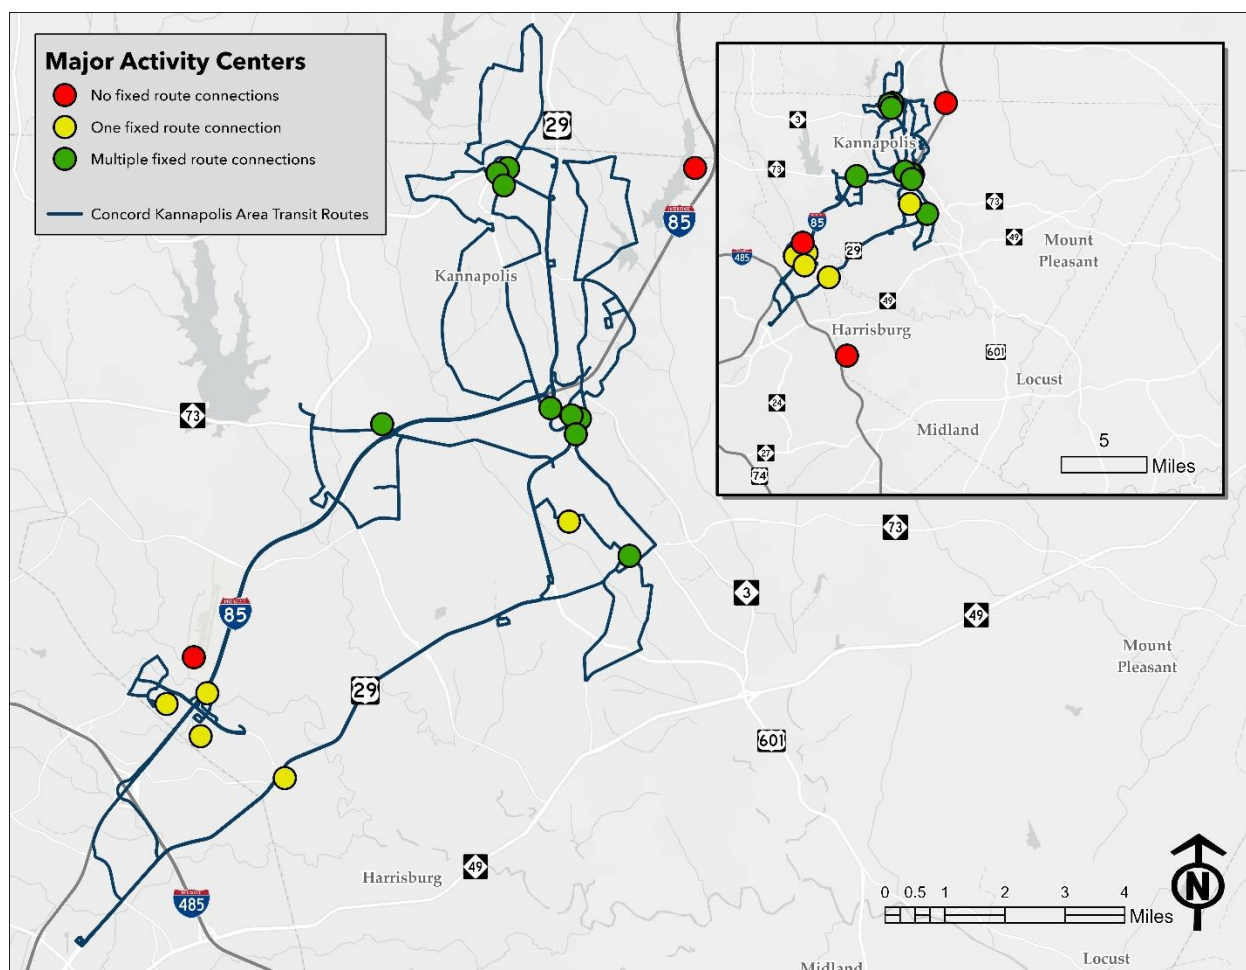 Major Activity Centers
No fixed route connections
One fixed route connection
Multiple fixed route connections
Concord Kannapolis Area Transit Routes
29
85
Kannapolis
73
85
29
73
3
49
Mount
Pleasant
601
49
Harrisburg
485
Midland
Locust
0 0.5 1 2 3 4
Miles
N
3
Kannapolis
73
73
85
49
Mount
Pleasant
485
29
49
Harrisburg
601
Locust
24
Midland
27
74
5
Miles